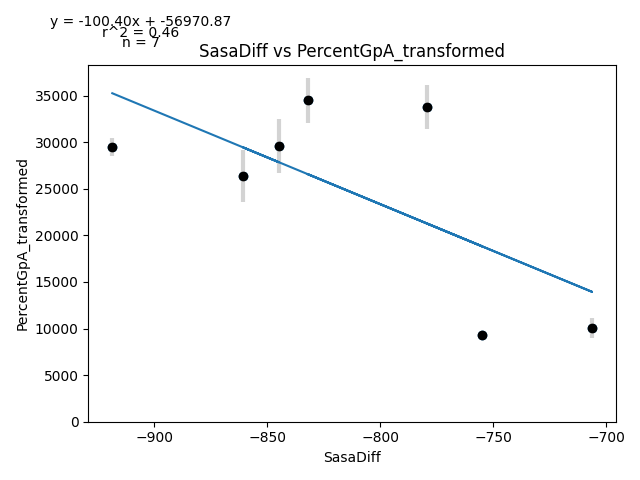 y = -100.40x + -56970.87
r^2 = 0.46
n = 7
SasaDiff vs PercentGpA_transformed
PercentGpA_transformed
35000
30000
25000
20000
15000
10000
5000
0
−900
−850
−800
−750
−700
SasaDiff